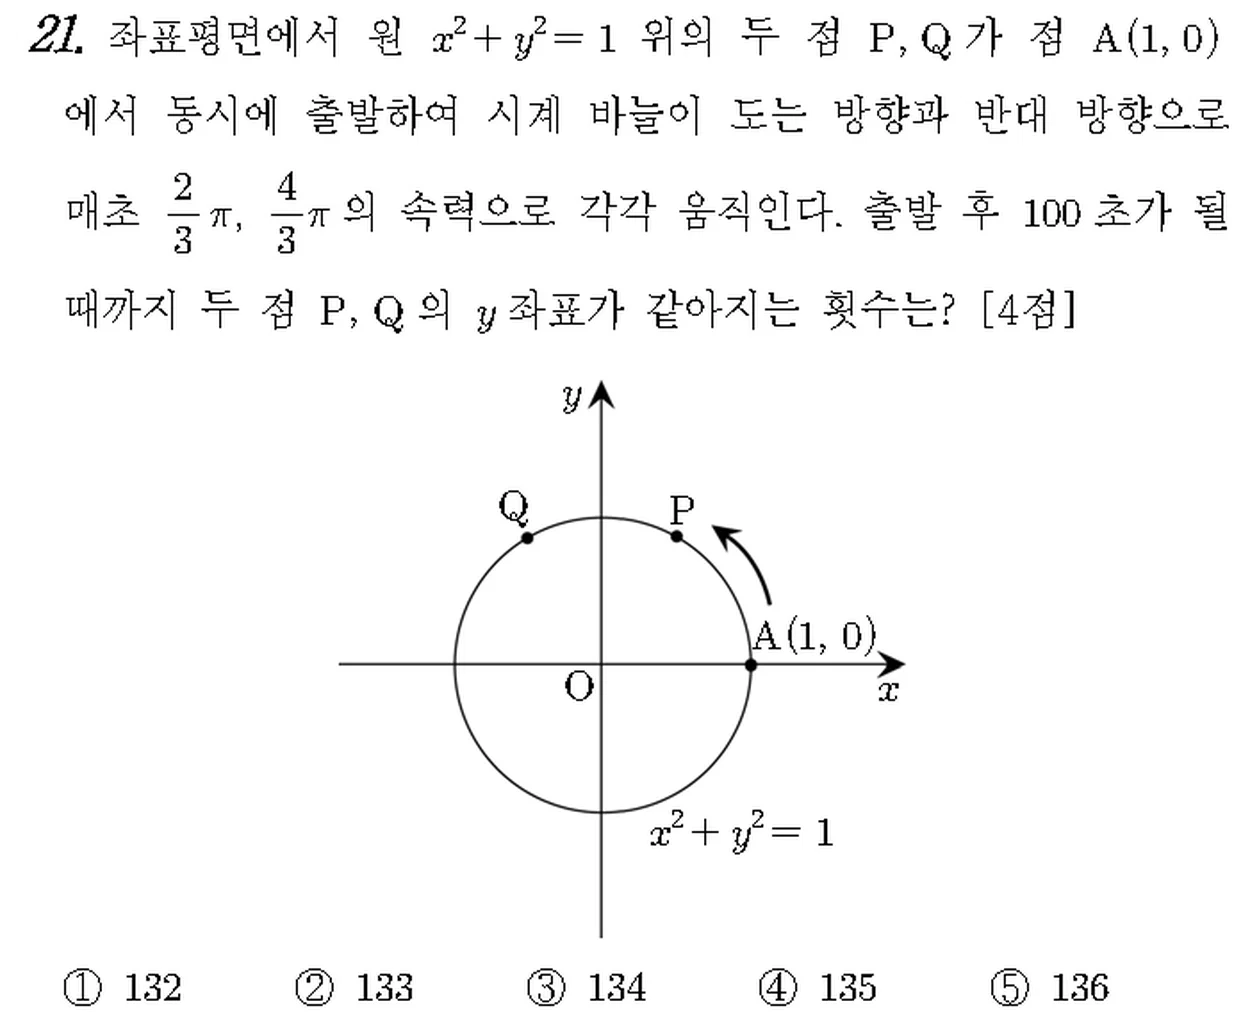 21. 좌표평면에서 원 x²+y²=1 위의 두 점 P, Q가 점 A(1, 0)
에서 동시에 출발하여 시계 바늘이 도는 방향과 반대 방향으로
매초 2/3 π, 4/3 π의 속력으로 각각 움직인다. 출발 후 100초가 될
때까지 두 점 P, Q의 y좌표가 같아지는 횟수는? [4점]
y
Q
P
A(1, 0)
O
x
x²+y²=1
① 132 ② 133 ③ 134 ④ 135 ⑤ 136